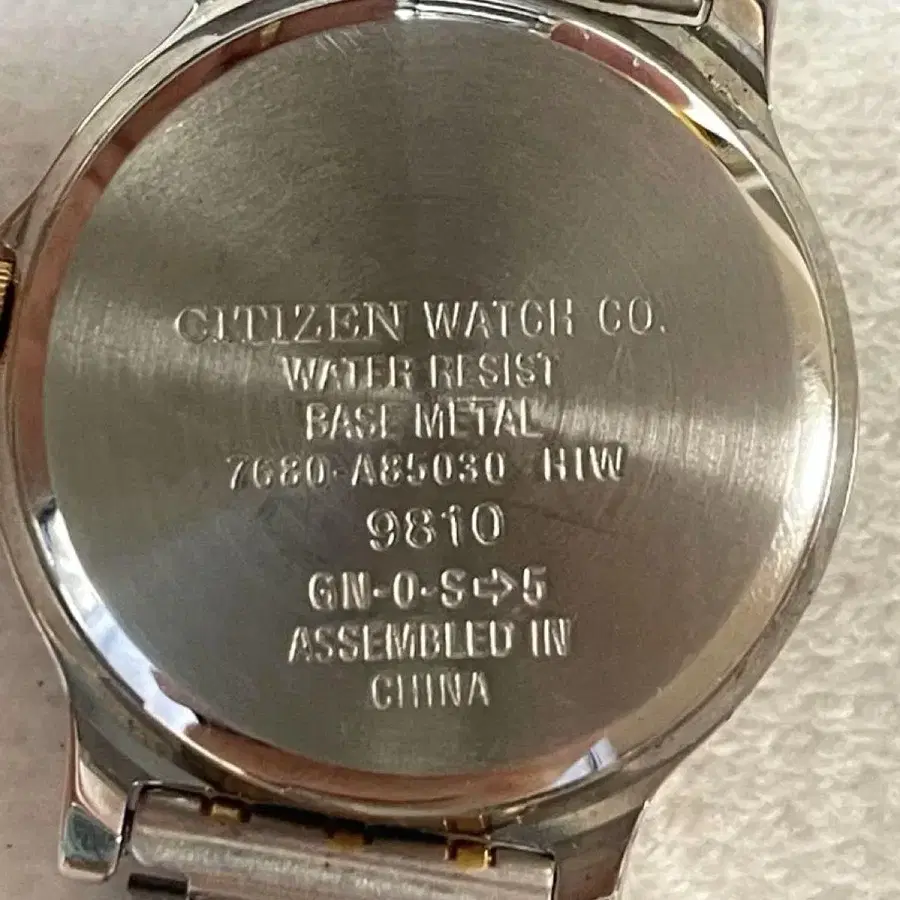 CITIZEN WATCH CO.
WATER RESIST
BASE METAL
7680-A85030 HIW
9810
GN-0-S⇨5
ASSEMBLED IN
CHINA